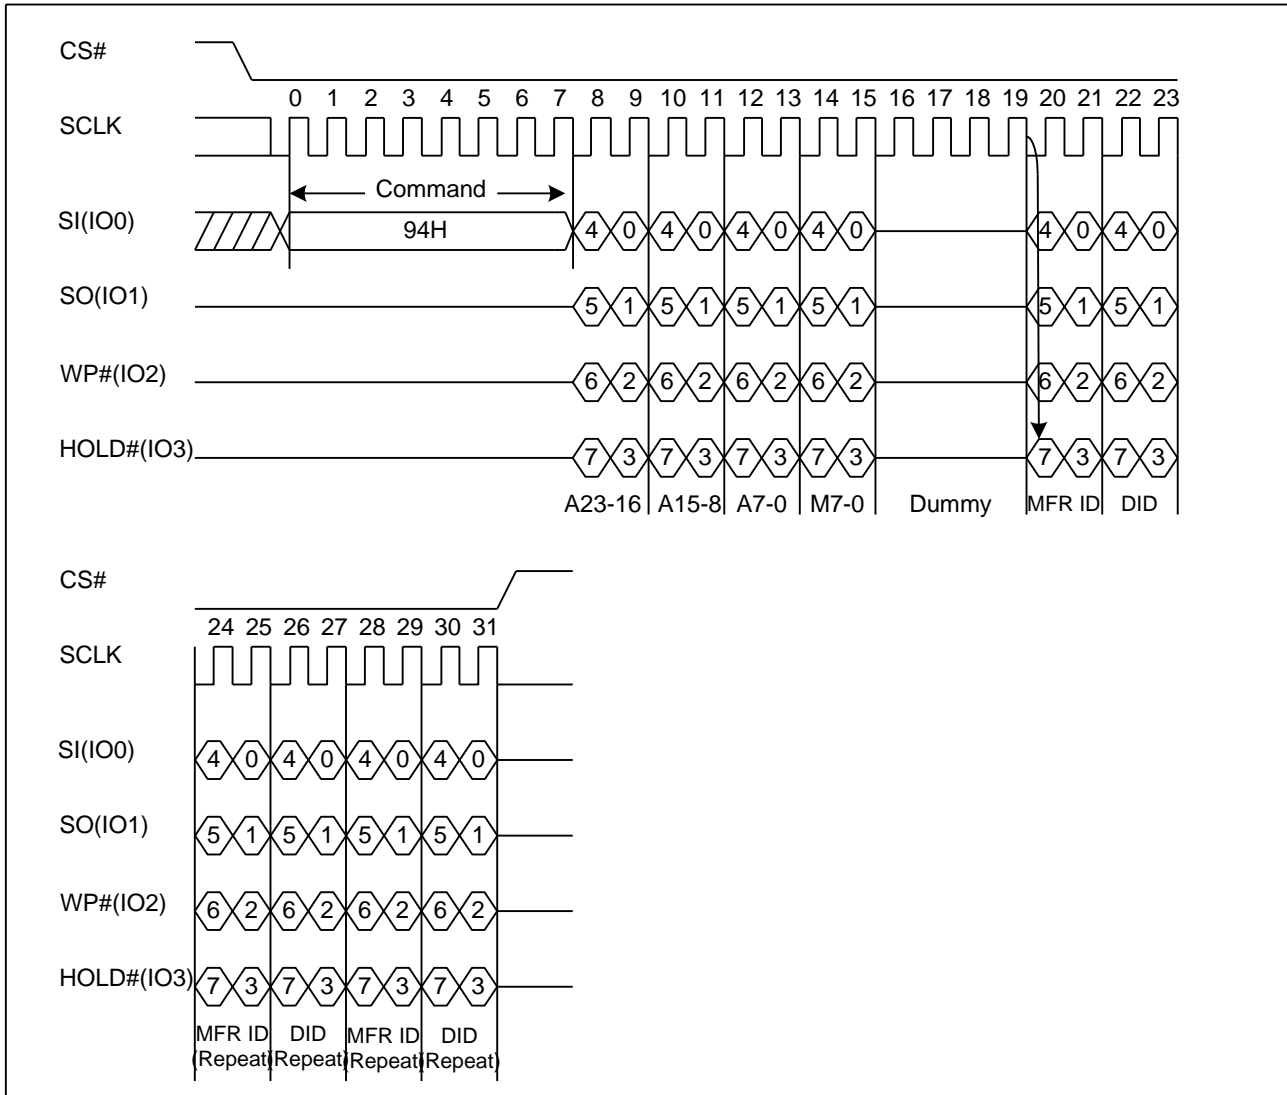 CS#
0 1 2 3 4 5 6 7 8 9 10 11 12 13 14 15 16 17 18 19 20 21 22 23
SCLK
Command
SI(IO0) 94H 4 0 4 0 4 0 4 0 4 0 4 0
SO(IO1) 5 1 5 1 5 1 5 1 5 1 5 1
WP#(IO2) 6 2 6 2 6 2 6 2 6 2 6 2
HOLD#(IO3) 7 3 7 3 7 3 7 3 7 3 7 3
A23-16 A15-8 A7-0 M7-0 Dummy MFR ID DID
CS#
24 25 26 27 28 29 30 31
SCLK
SI(IO0) 4 0 4 0 4 0 4 0
SO(IO1) 5 1 5 1 5 1 5 1
WP#(IO2) 6 2 6 2 6 2 6 2
HOLD#(IO3) 7 3 7 3 7 3 7 3
MFR ID DID MFR ID DID
(Repeat) (Repeat) (Repeat) (Repeat)